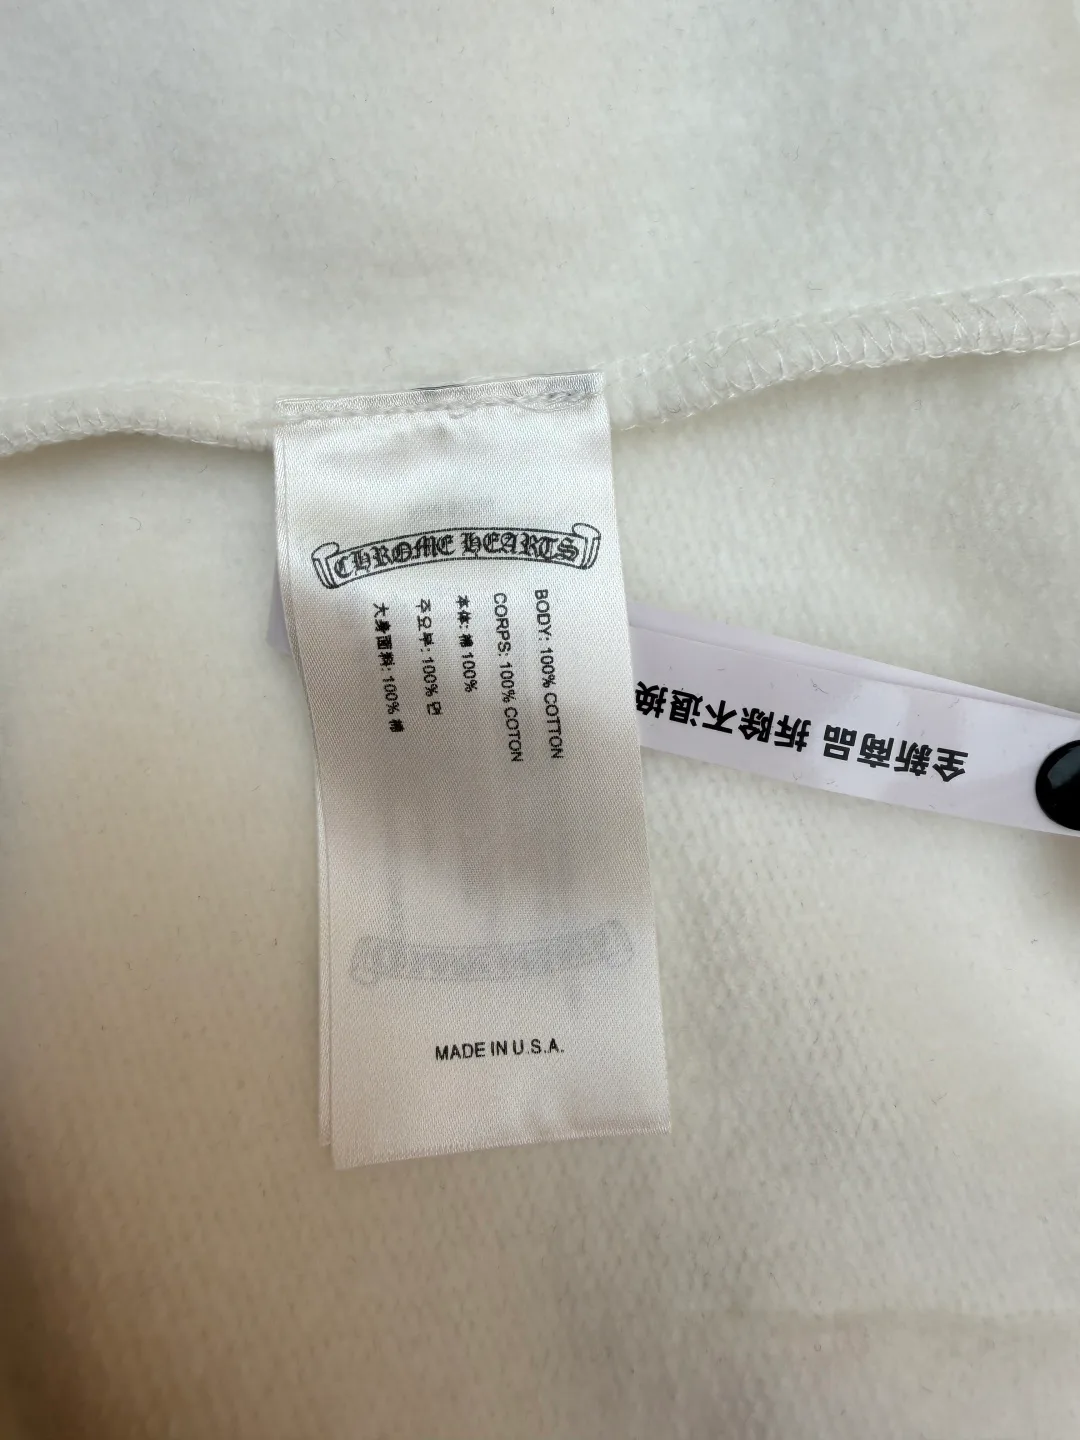 CHROME HEARTS
BODY: 100% COTTON
CORPS: 100% COTON
本体: 綿 100%
주요부: 100% 면
大身面料: 100% 棉
MADE IN U.S.A.
全新商品 拆除不退换